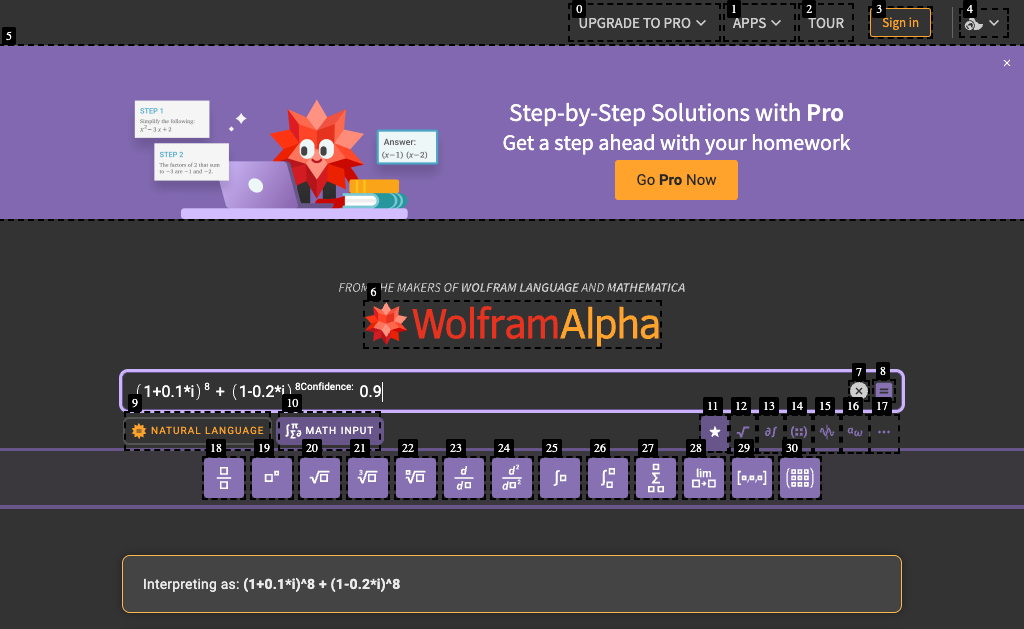 0 UPGRADE TO PRO 1 APPS 2 TOUR 3 Sign in 4
5
×
STEP 1
Simplify the following:
x² − 3 x + 2
STEP 2
The factors of 2 that sum
to −3 are −1 and −2.
Answer:
(x−1) (x−2)
Step-by-Step Solutions with Pro
Get a step ahead with your homework
Go Pro Now
FROM THE MAKERS OF WOLFRAM LANGUAGE AND MATHEMATICA
6
WolframAlpha
(1+0.1*i)^8 + (1-0.2*i)^8Confidence: 0.9
7 8
9 NATURAL LANGUAGE 10 MATH INPUT
11 12 13 14 15 16 17
√ ∂∫ (::) αω ...
18 19 20 21 22 23 24 25 26 27 28 29 30
Interpreting as: (1+0.1*i)^8 + (1-0.2*i)^8